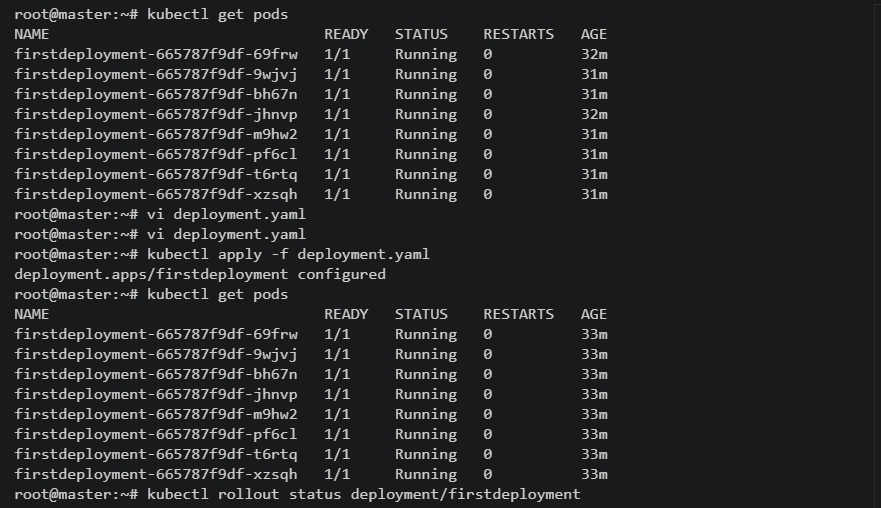 root@master:~# kubectl get pods
NAME READY STATUS RESTARTS AGE
firstdeployment-665787f9df-69frw 1/1 Running 0 32m
firstdeployment-665787f9df-9wjvj 1/1 Running 0 31m
firstdeployment-665787f9df-bh67n 1/1 Running 0 31m
firstdeployment-665787f9df-jhnvp 1/1 Running 0 32m
firstdeployment-665787f9df-m9hw2 1/1 Running 0 31m
firstdeployment-665787f9df-pf6cl 1/1 Running 0 31m
firstdeployment-665787f9df-t6rtq 1/1 Running 0 31m
firstdeployment-665787f9df-xzsqh 1/1 Running 0 31m
root@master:~# vi deployment.yaml
root@master:~# vi deployment.yaml
root@master:~# kubectl apply -f deployment.yaml
deployment.apps/firstdeployment configured
root@master:~# kubectl get pods
NAME READY STATUS RESTARTS AGE
firstdeployment-665787f9df-69frw 1/1 Running 0 33m
firstdeployment-665787f9df-9wjvj 1/1 Running 0 33m
firstdeployment-665787f9df-bh67n 1/1 Running 0 33m
firstdeployment-665787f9df-jhnvp 1/1 Running 0 33m
firstdeployment-665787f9df-m9hw2 1/1 Running 0 33m
firstdeployment-665787f9df-pf6cl 1/1 Running 0 33m
firstdeployment-665787f9df-t6rtq 1/1 Running 0 33m
firstdeployment-665787f9df-xzsqh 1/1 Running 0 33m
root@master:~# kubectl rollout status deployment/firstdeployment